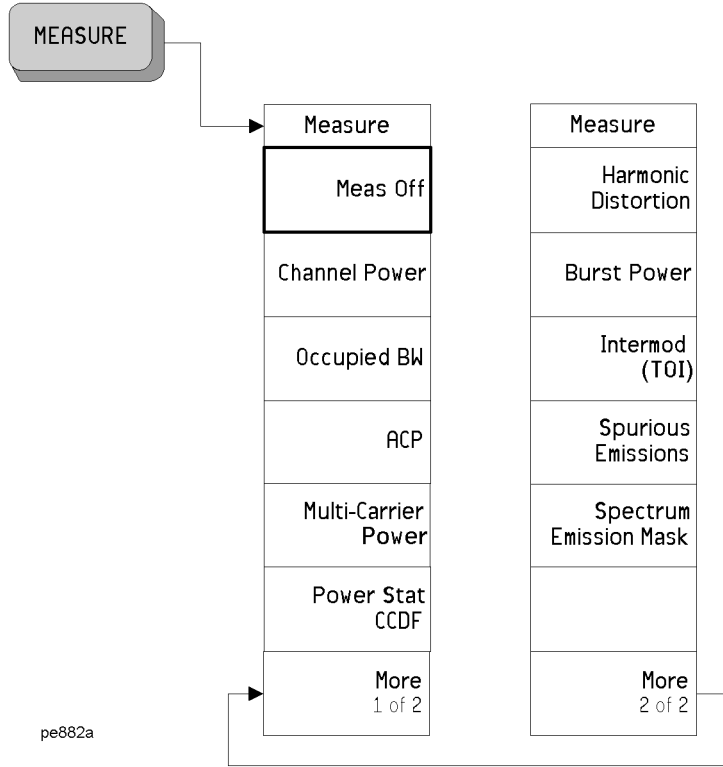 MEASURE
Measure
Meas Off
Channel Power
Occupied BW
ACP
Multi-Carrier
Power
Power Stat
CCDF
More
1 of 2
Measure
Harmonic
Distortion
Burst Power
Intermod
(TOI)
Spurious
Emissions
Spectrum
Emission Mask
More
2 of 2
pe882a